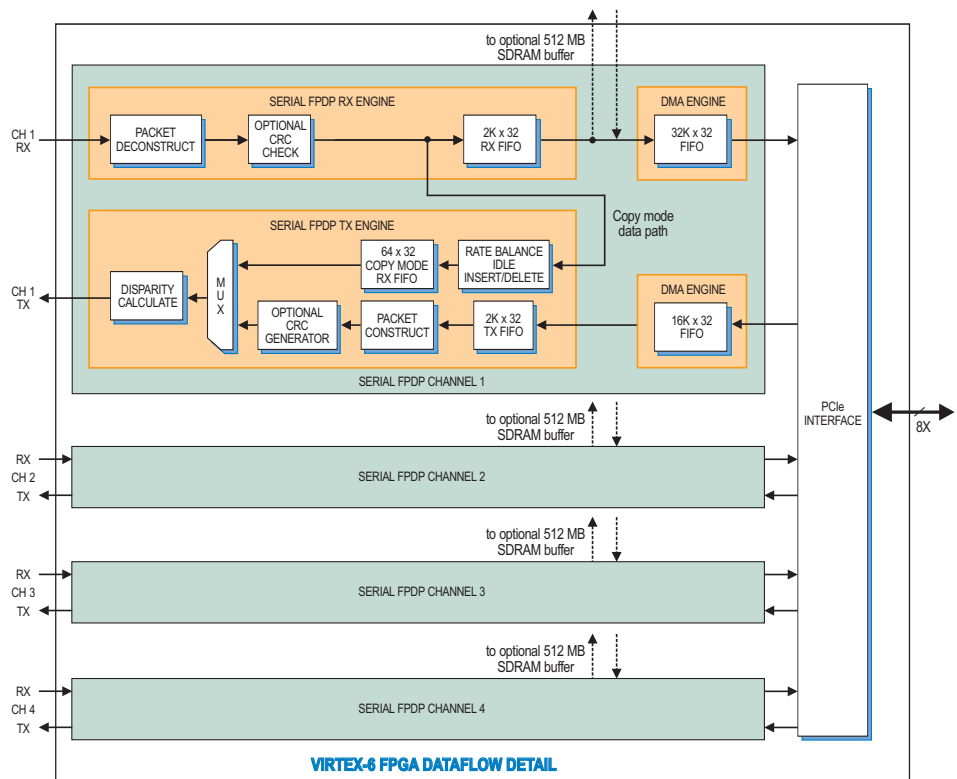 to optional 512 MB
SDRAM buffer
SERIAL FPDP RX ENGINE
DMA ENGINE
CH 1
RX
PACKET
DECONSTRUCT
OPTIONAL
CRC
CHECK
2K x 32
RX FIFO
32K x 32
FIFO
Copy mode
data path
SERIAL FPDP TX ENGINE
64 x 32
COPY MODE
RX FIFO
RATE BALANCE
IDLE
INSERT/DELETE
CH 1
TX
DISPARITY
CALCULATE
M
U
X
DMA ENGINE
OPTIONAL
CRC
GENERATOR
PACKET
CONSTRUCT
2K x 32
TX FIFO
16K x 32
FIFO
SERIAL FPDP CHANNEL 1
PCIe
INTERFACE
8X
to optional 512 MB
SDRAM buffer
RX
CH 2
TX
SERIAL FPDP CHANNEL 2
to optional 512 MB
SDRAM buffer
RX
CH 3
TX
SERIAL FPDP CHANNEL 3
to optional 512 MB
SDRAM buffer
RX
CH 4
TX
SERIAL FPDP CHANNEL 4
VIRTEX-6 FPGA DATAFLOW DETAIL